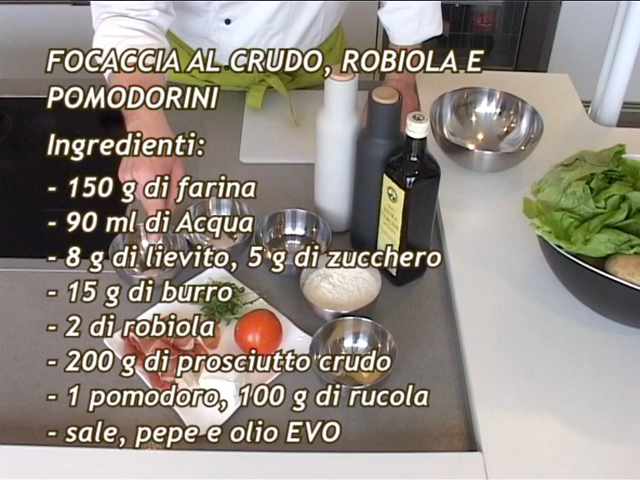 FOCACCIA AL CRUDO, ROBIOLA E
POMODORINI
Ingredienti:
- 150 g di farina
- 90 ml di Acqua
- 8 g di lievito, 5 g di zucchero
- 15 g di burro
- 2 di robiola
- 200 g di prosciutto crudo
- 1 pomodoro, 100 g di rucola
- sale, pepe e olio EVO